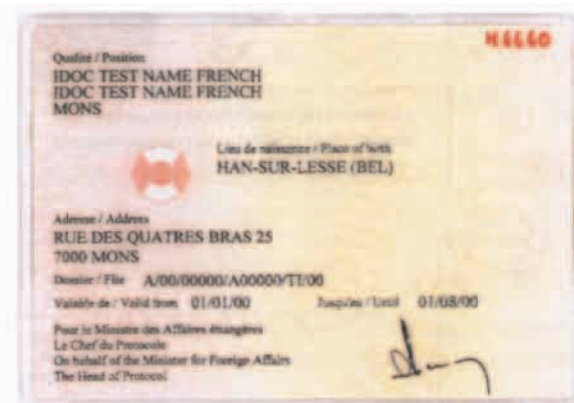 H6660
Qualité / Position
IDOC TEST NAME FRENCH
IDOC TEST NAME FRENCH
MONS
Lieu de naissance / Place of birth
HAN-SUR-LESSE (BEL)
Adresse / Address
RUE DES QUATRES BRAS 25
7000 MONS
Dossier / File A/00/00000/A00000/TI/00
Valable de / Valid from 01/01/00 Jusqu'au / Until 01/08/00
Pour le Ministre des Affaires étrangères
Le Chef du Protocole
On behalf of the Minister for Foreign Affairs
The Head of Protocol